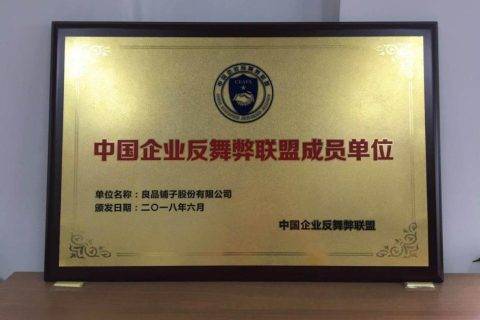 中国企业反舞弊联盟成员单位
单位名称：良品铺子股份有限公司
颁发日期：二〇一八年六月
中国企业反舞弊联盟